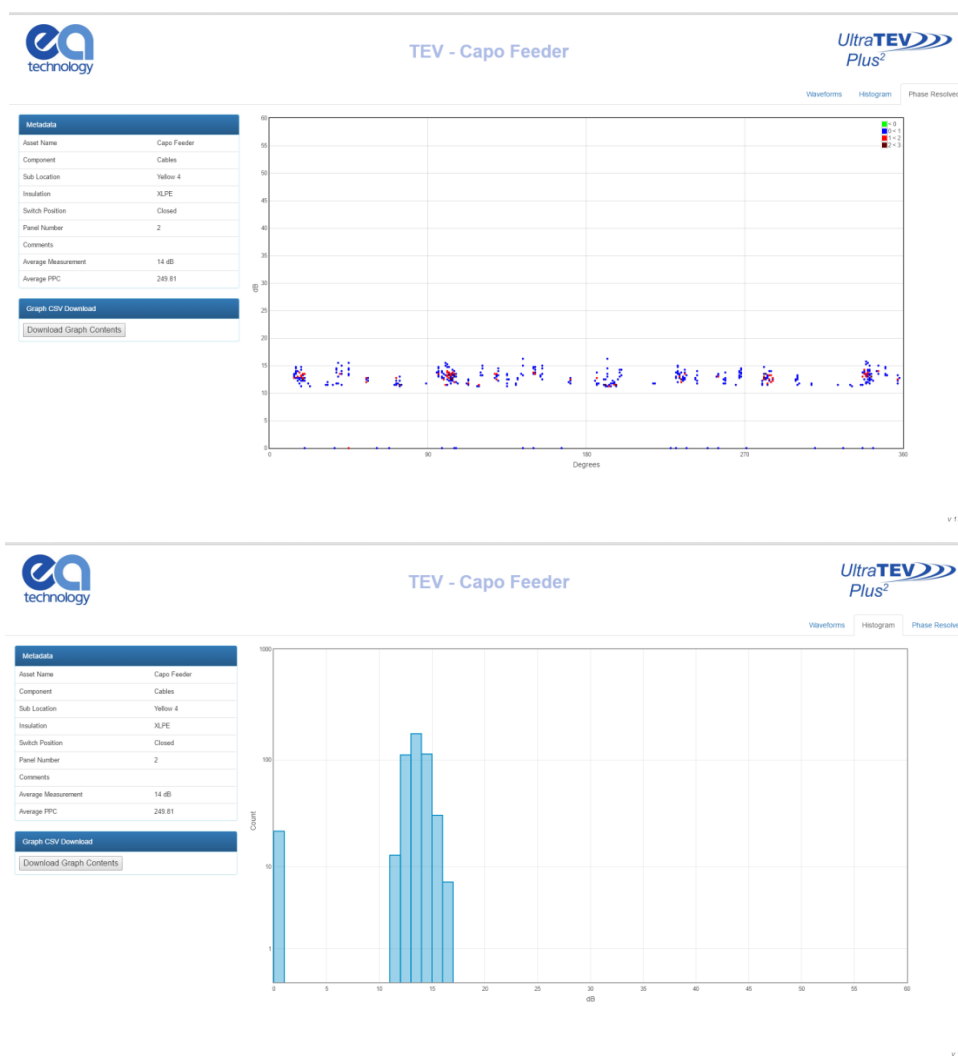 ea
technology
TEV - Capo Feeder
UltraTEV
Plus²
Waveforms Histogram Phase Resolved
Metadata
Asset Name Capo Feeder
Component Cables
Sub Location Yellow 4
Insulation XLPE
Switch Position Closed
Panel Number 2
Comments
Average Measurement 14 dB
Average PPC 249.81
Graph CSV Download
Download Graph Contents
60
55
50
45
40
35
30
25
20
15
10
5
0
dB
< 0
0 < 1
1 < 2
2 < 3
0 90 180 270 360
Degrees
v 1
ea
technology
TEV - Capo Feeder
UltraTEV
Plus²
Waveforms Histogram Phase Resolve
Metadata
Asset Name Capo Feeder
Component Cables
Sub Location Yellow 4
Insulation XLPE
Switch Position Closed
Panel Number 2
Comments
Average Measurement 14 dB
Average PPC 249.81
Graph CSV Download
Download Graph Contents
1000
100
10
1
Count
0 5 10 15 20 25 30 35 40 45 50 55 60
dB
v